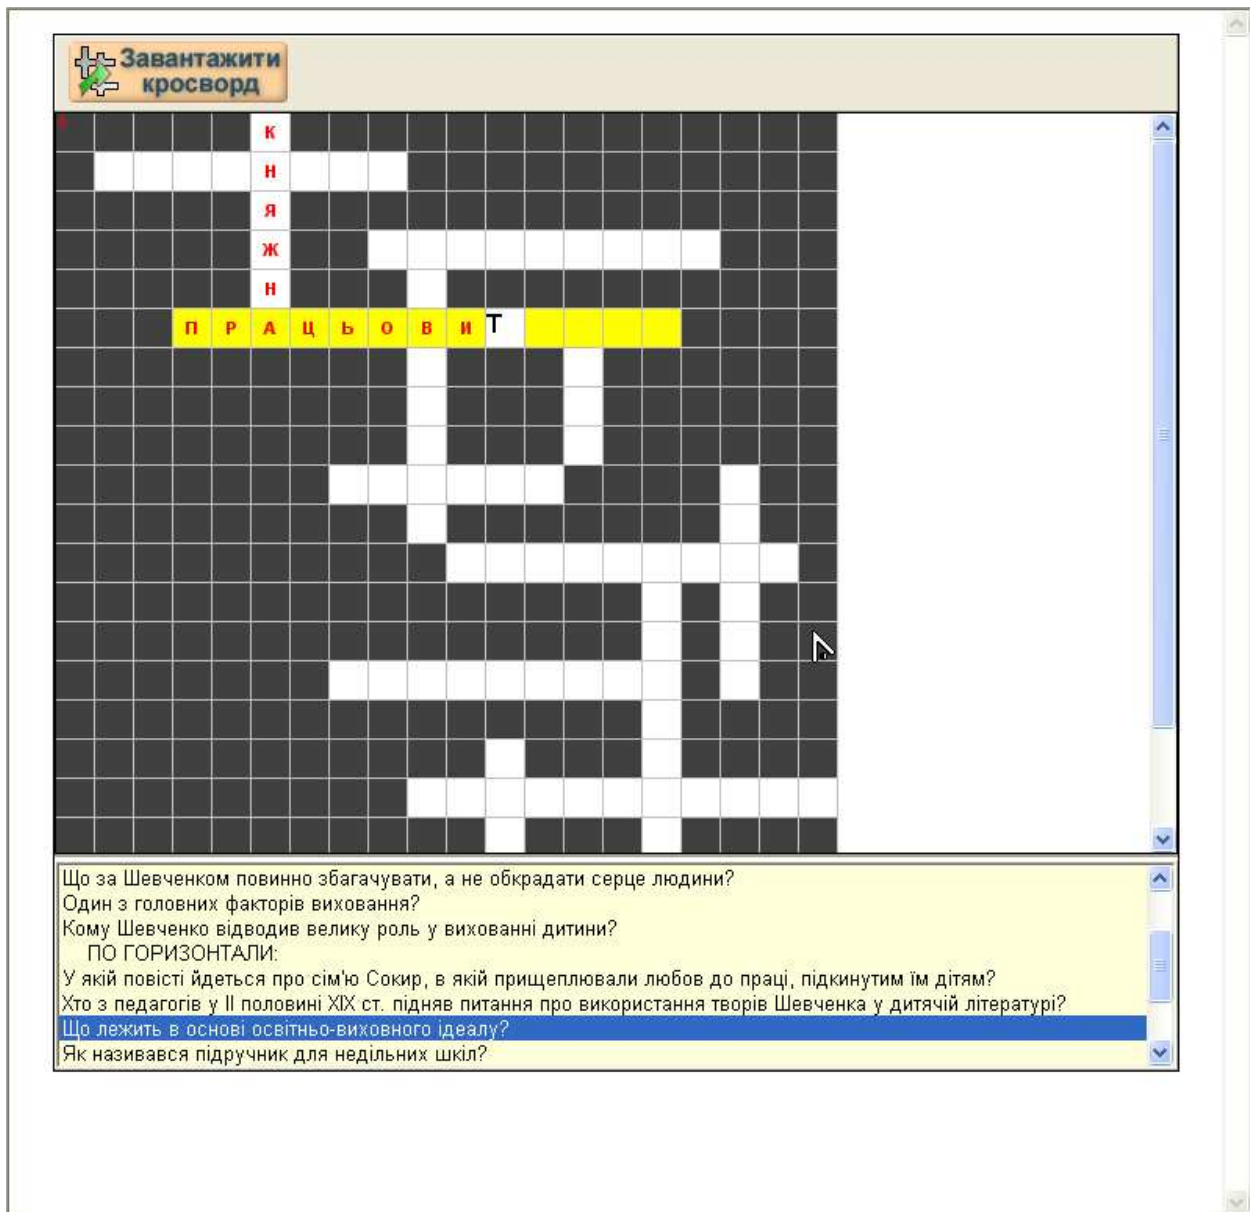 Завантажити
кросворд
К
Н
Я
Ж
Н
П Р А Ц Ь О В И Т
Що за Шевченком повинно збагачувати, а не обкрадати серце людини?
Один з головних факторів виховання?
Кому Шевченко відводив велику роль у вихованні дитини?
ПО ГОРИЗОНТАЛИ:
У якій повісті йдеться про сім'ю Сокир, в якій прищеплювали любов до праці, підкинутим їм дітям?
Хто з педагогів у II половині XIX ст. підняв питання про використання творів Шевченка у дитячій літературі?
Що лежить в основі освітньо-виховного ідеалу?
Як називався підручник для недільних шкіл?